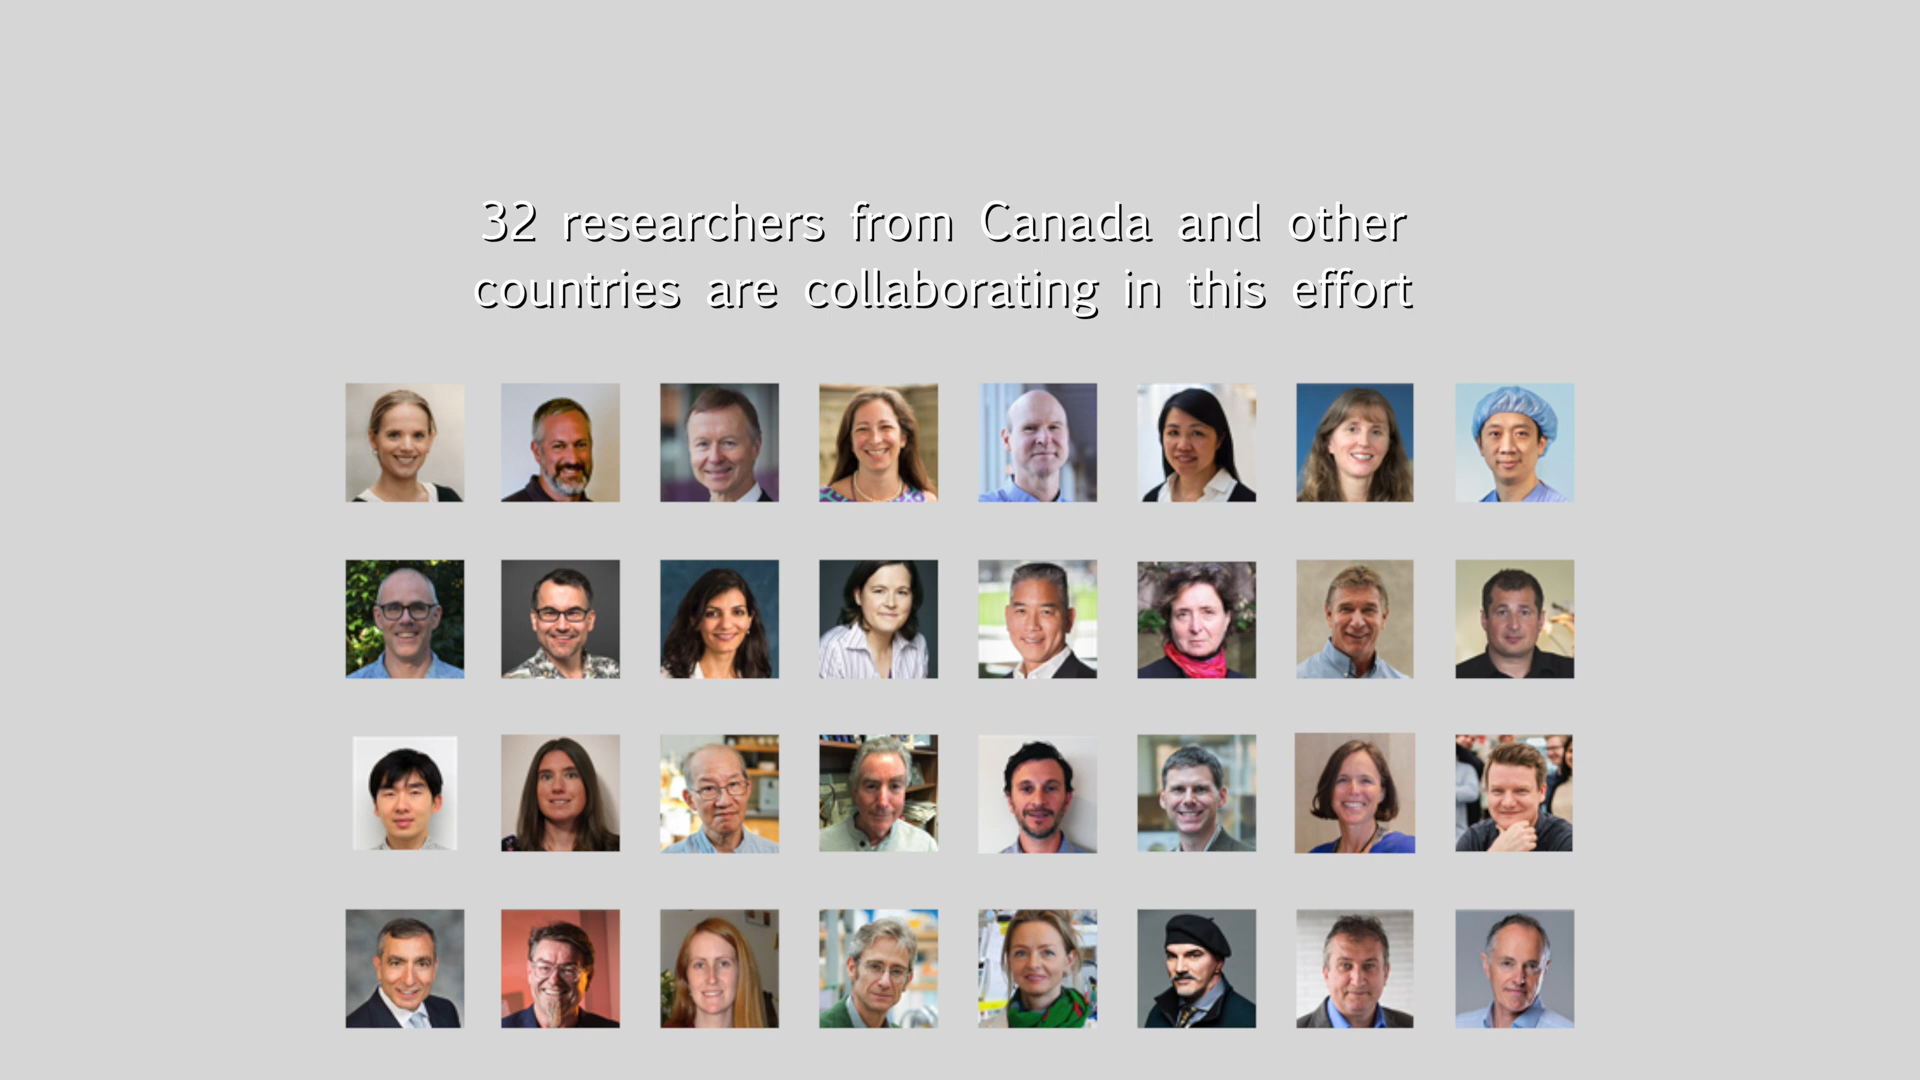 32 researchers from Canada and other
countries are collaborating in this effort